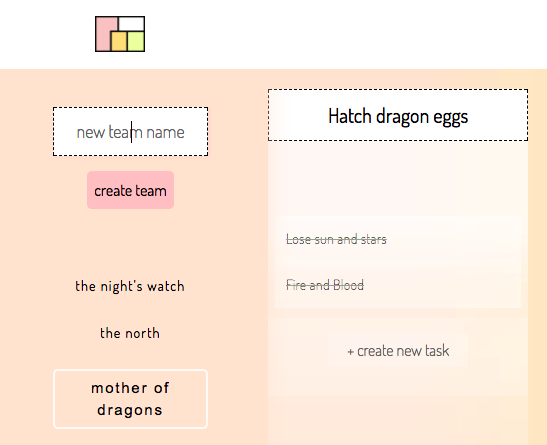 new team name
create team
the night's watch
the north
mother of
dragons
Hatch dragon eggs
Lose sun and stars
Fire and Blood
+ create new task